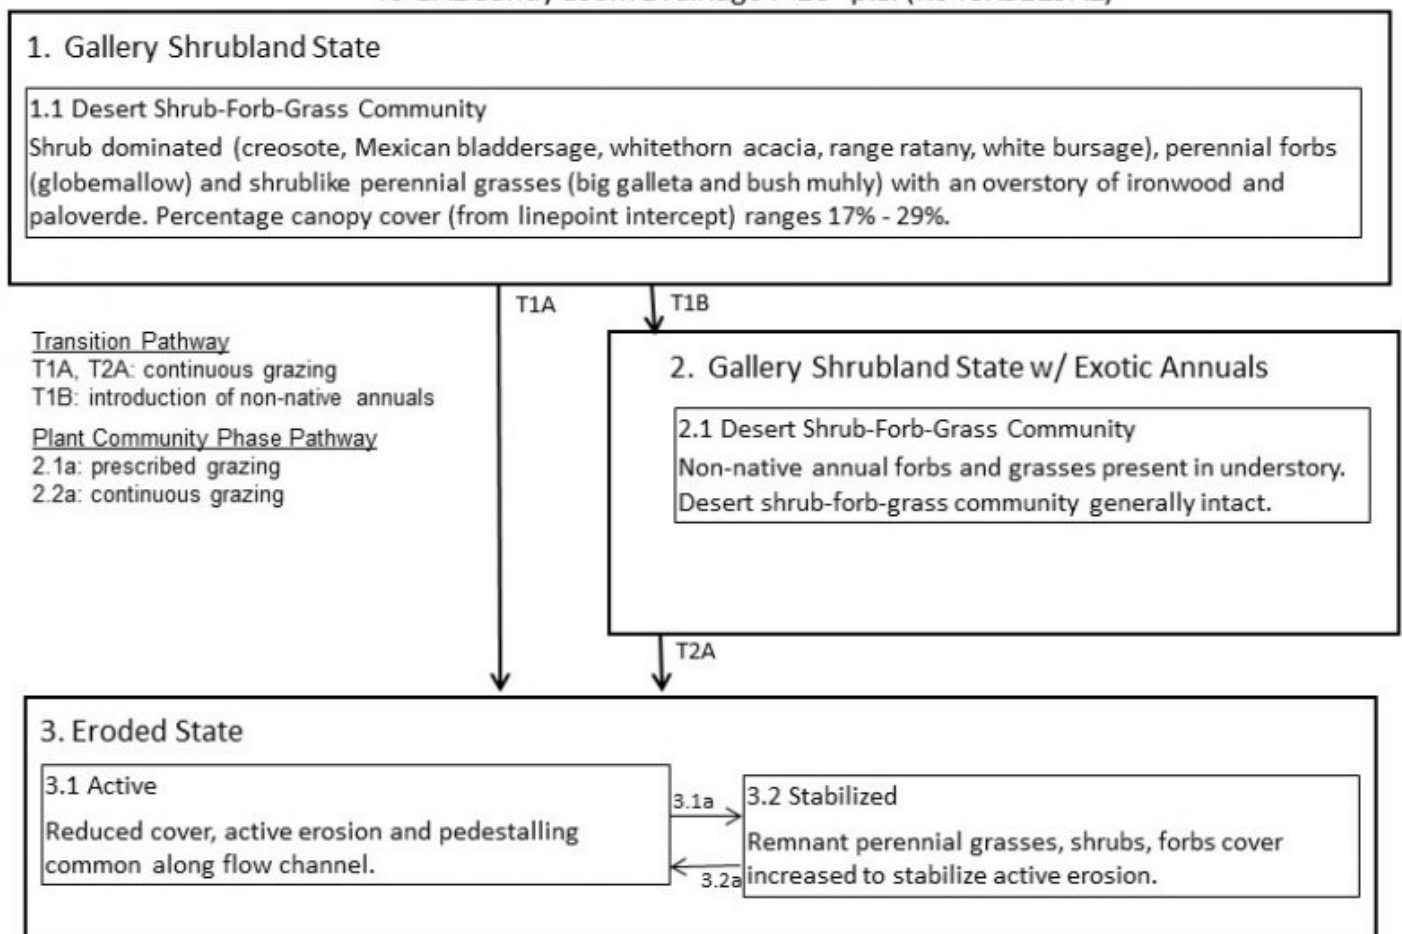 1. Gallery Shrubland State
1.1 Desert Shrub-Forb-Grass Community
Shrub dominated (creosote, Mexican bladdersage, whitethorn acacia, range ratany, white bursage), perennial forbs
(globemallow) and shrublike perennial grasses (big galleta and bush muhly) with an overstory of ironwood and
paloverde. Percentage canopy cover (from linepoint intercept) ranges 17% - 29%.
T1A
T1B
Transition Pathway
T1A, T2A: continuous grazing
T1B: introduction of non-native annuals
Plant Community Phase Pathway
2.1a: prescribed grazing
2.2a: continuous grazing
2. Gallery Shrubland State w/ Exotic Annuals
2.1 Desert Shrub-Forb-Grass Community
Non-native annual forbs and grasses present in understory.
Desert shrub-forb-grass community generally intact.
T2A
3. Eroded State
3.1 Active
Reduced cover, active erosion and pedestalling
common along flow channel.
3.1a
3.2a
3.2 Stabilized
Remnant perennial grasses, shrubs, forbs cover
increased to stabilize active erosion.